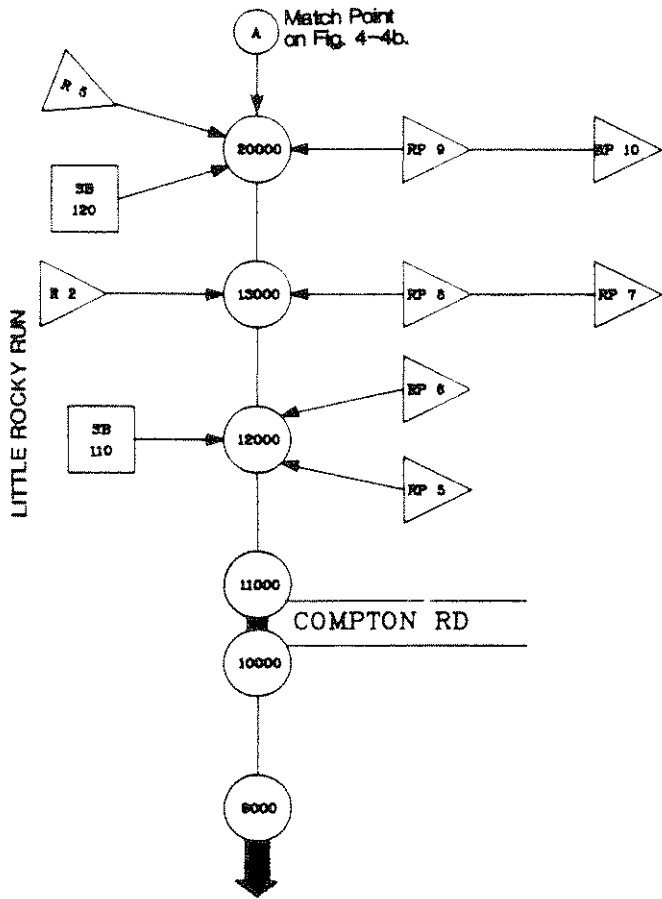 A
Match Point
on Fig. 4-4b.
R 5
20000
RP 9
RP 10
SB
120
R 2
13000
RP 8
RP 7
LITTLE ROCKY RUN
RP 6
SB
110
12000
RP 5
11000
COMPTON RD
10000
9000